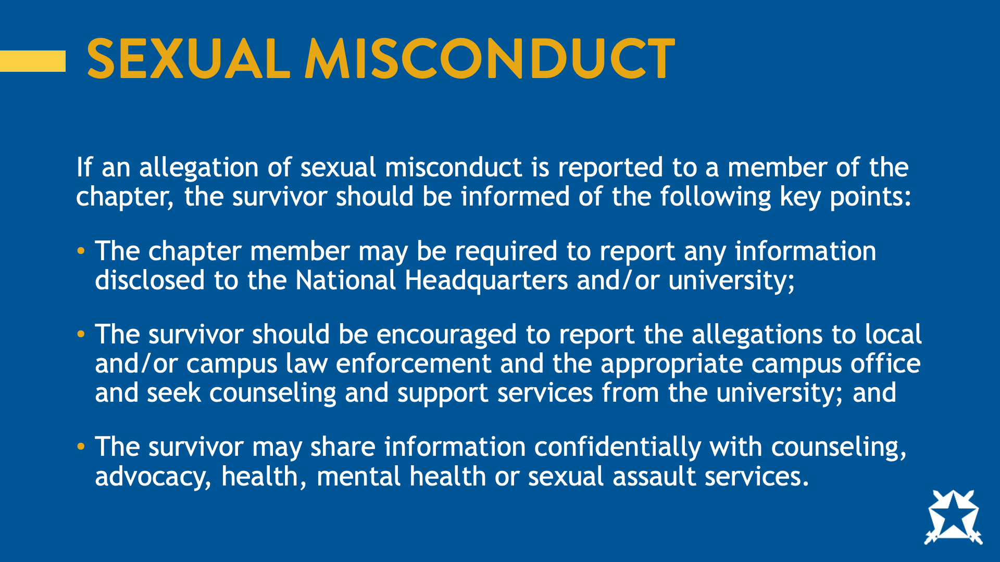 SEXUAL MISCONDUCT
If an allegation of sexual misconduct is reported to a member of the
chapter, the survivor should be informed of the following key points:
• The chapter member may be required to report any information
disclosed to the National Headquarters and/or university;
• The survivor should be encouraged to report the allegations to local
and/or campus law enforcement and the appropriate campus office
and seek counseling and support services from the university; and
• The survivor may share information confidentially with counseling,
advocacy, health, mental health or sexual assault services.